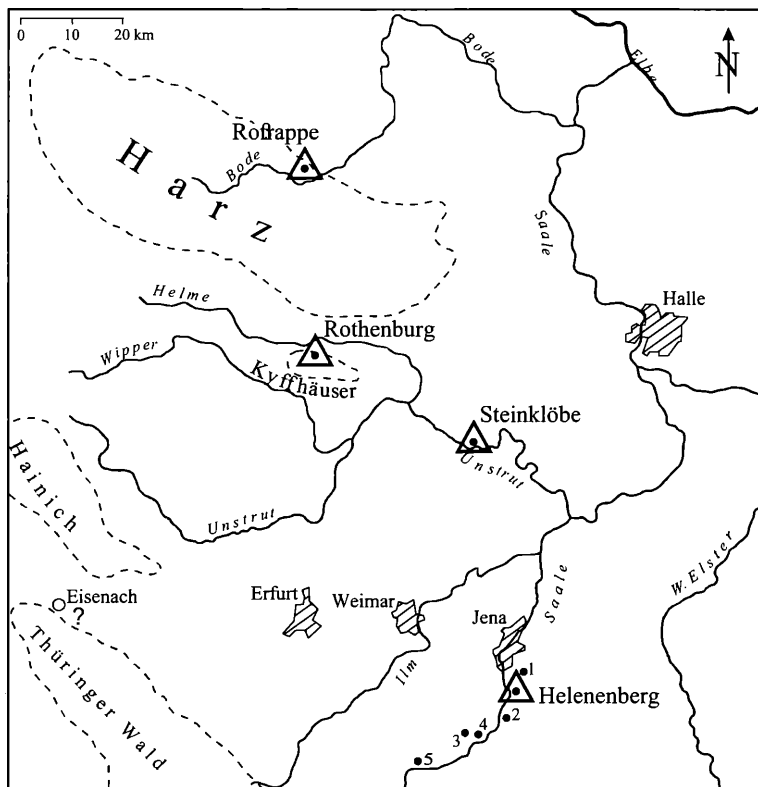 0 10 20 km
Bode
Elbe
N
Roßtrappe
Bode
Harz
Saale
Helme
Halle
Rothenburg
Wipper
Kyffhäuser
Steinklöbe
Unstrut
Hainich
Unstrut
W. Elster
Eisenach
?
Erfurt
Weimar
Jena
Saale
Thüringer Wald
Ilm
1
Helenenberg
2
3
4
5